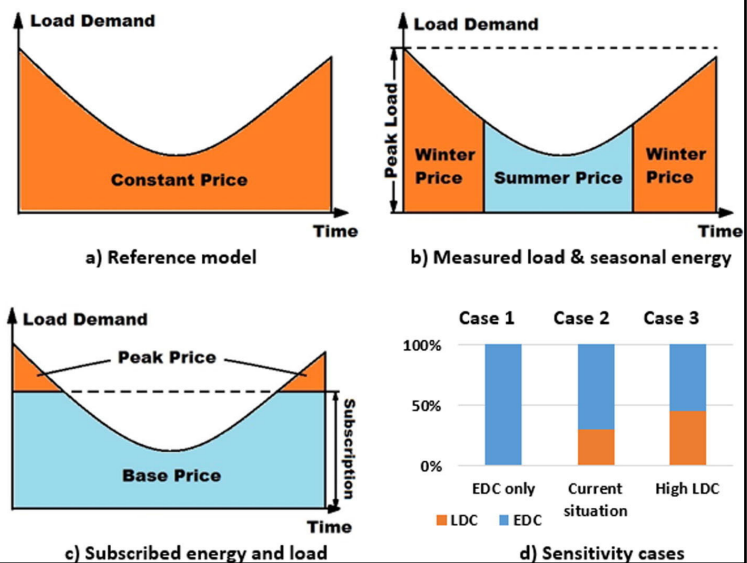 Load Demand
Constant Price
Time
a) Reference model
Load Demand
Peak Load
Winter
Price
Summer Price
Winter
Price
Time
b) Measured load & seasonal energy
Load Demand
Peak Price
Subscription
Base Price
Time
c) Subscribed energy and load
Case 1 Case 2 Case 3
100%
50%
0%
EDC only
Current
situation
High LDC
LDC EDC
d) Sensitivity cases